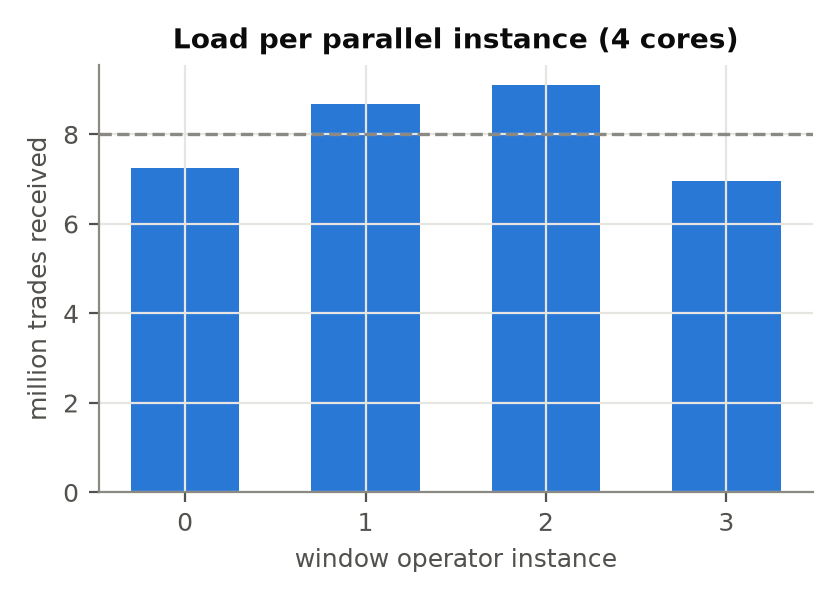 Load per parallel instance (4 cores)
million trades received
8
6
4
2
0
0 1 2 3
window operator instance